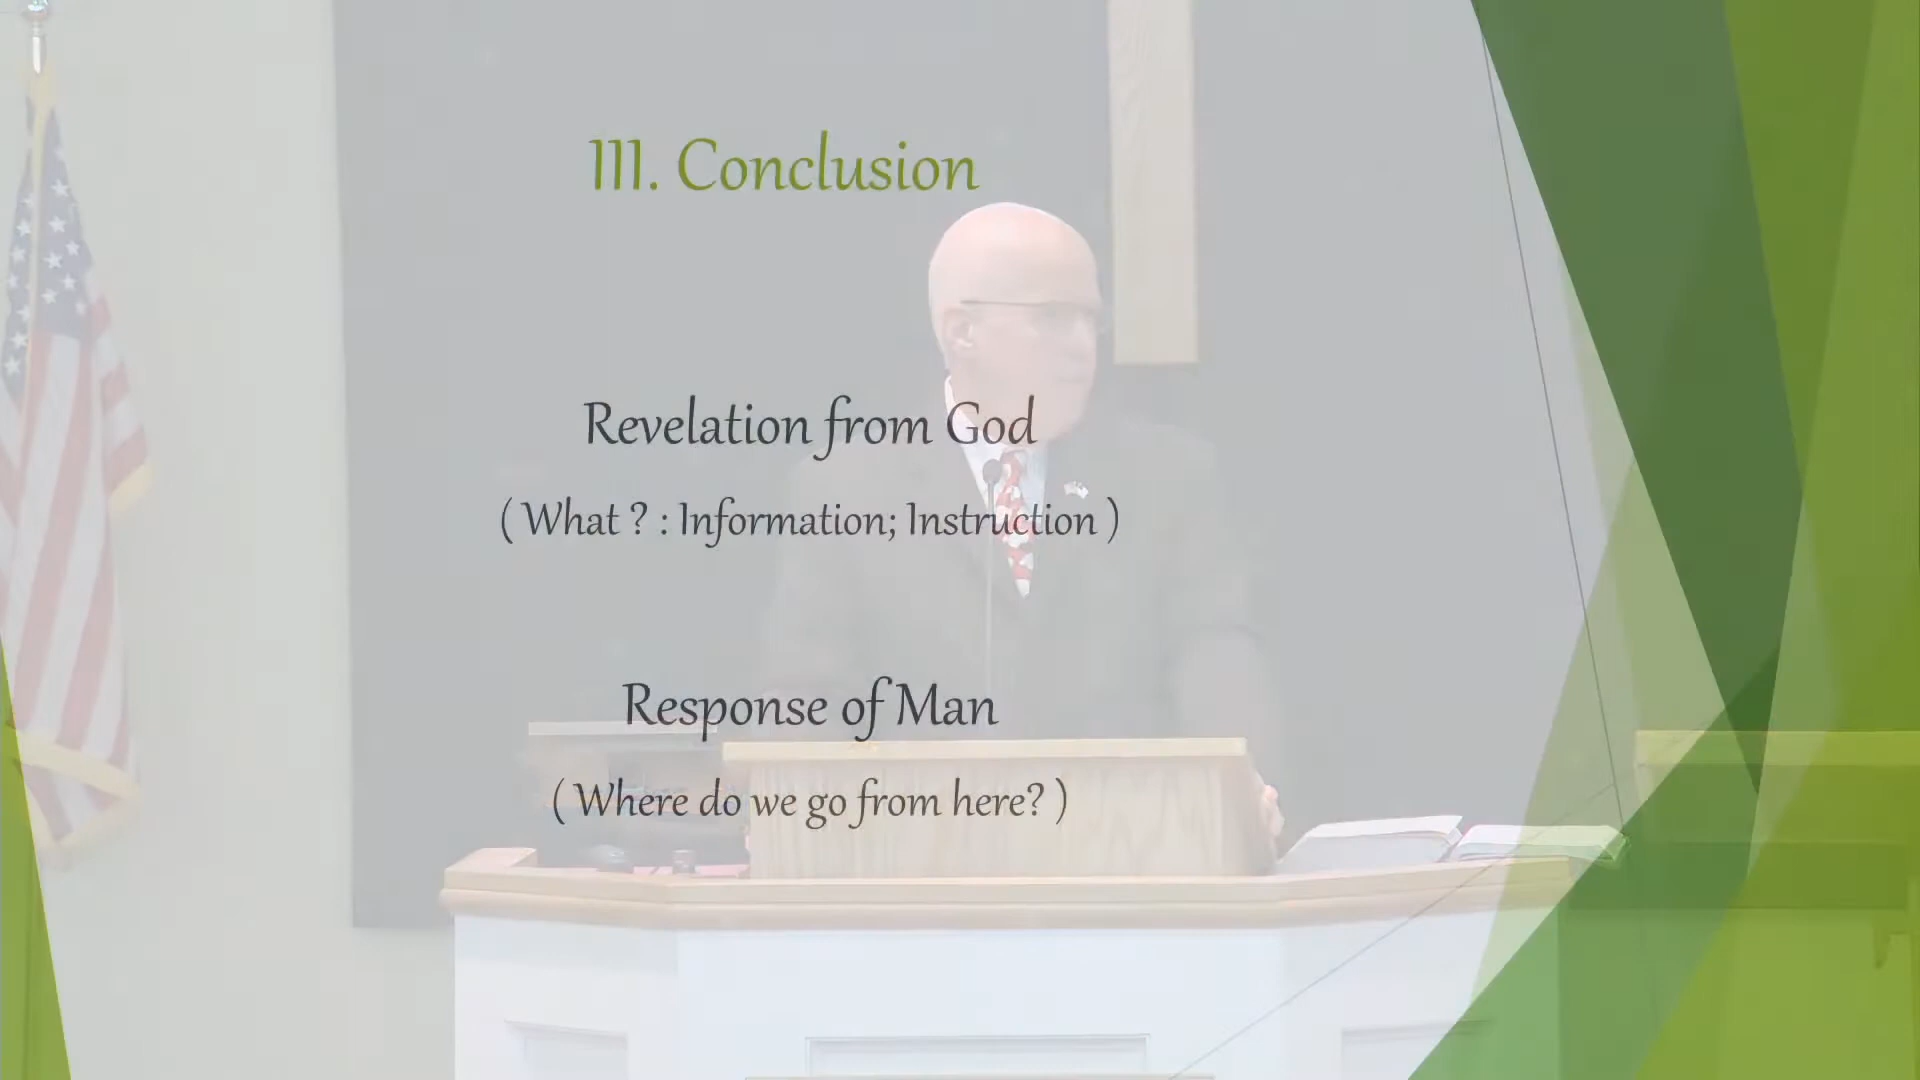 III. Conclusion
Revelation from God
( What ? : Information; Instruction )
Response of Man
( Where do we go from here? )